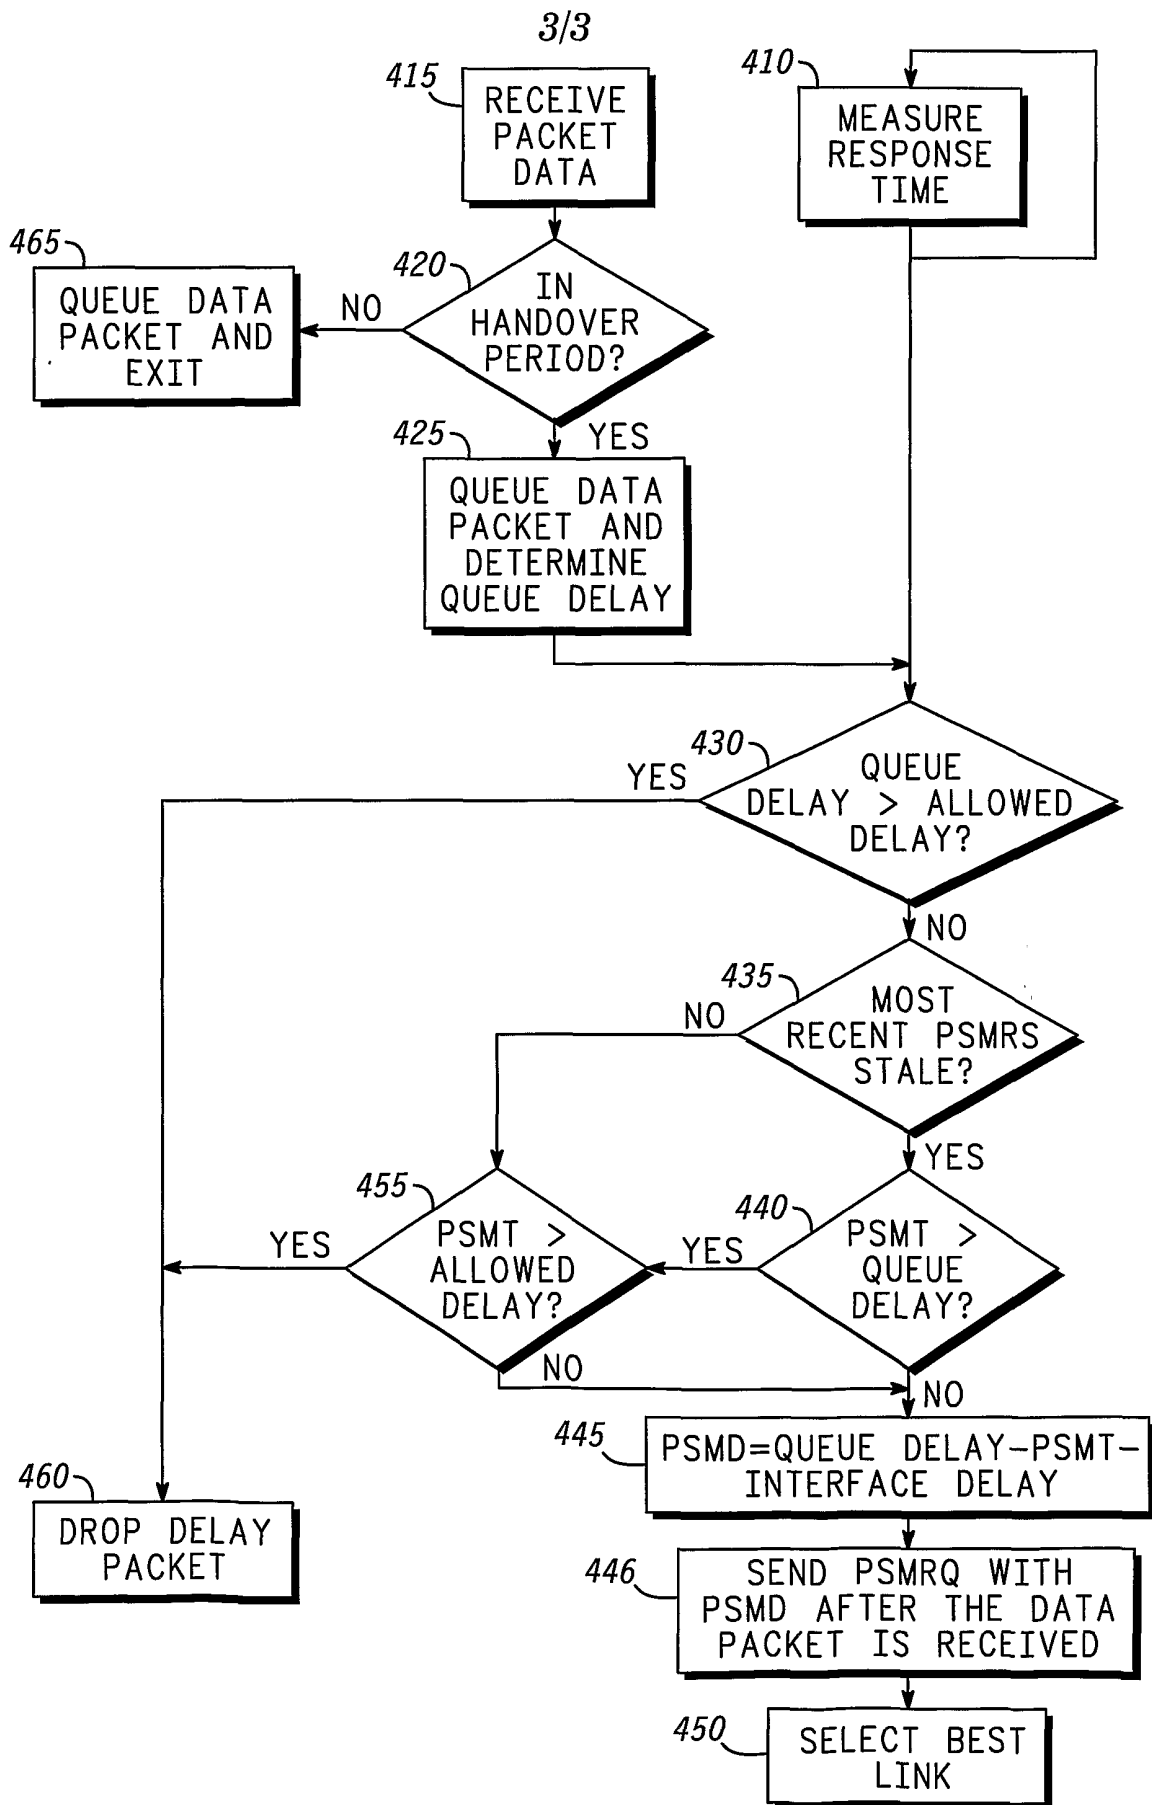 3/3
415
RECEIVE
PACKET
DATA
410
MEASURE
RESPONSE
TIME
465
QUEUE DATA
PACKET AND
EXIT
NO
420
IN
HANDOVER
PERIOD?
YES
425
QUEUE DATA
PACKET AND
DETERMINE
QUEUE DELAY
430
QUEUE
DELAY > ALLOWED
DELAY?
YES
NO
435
MOST
RECENT PSMRS
STALE?
NO
YES
455
PSMT >
ALLOWED
DELAY?
YES
NO
440
PSMT >
QUEUE
DELAY?
YES
NO
445
PSMD=QUEUE DELAY-PSMT-
INTERFACE DELAY
460
DROP DELAY
PACKET
446
SEND PSMRQ WITH
PSMD AFTER THE DATA
PACKET IS RECEIVED
450
SELECT BEST
LINK